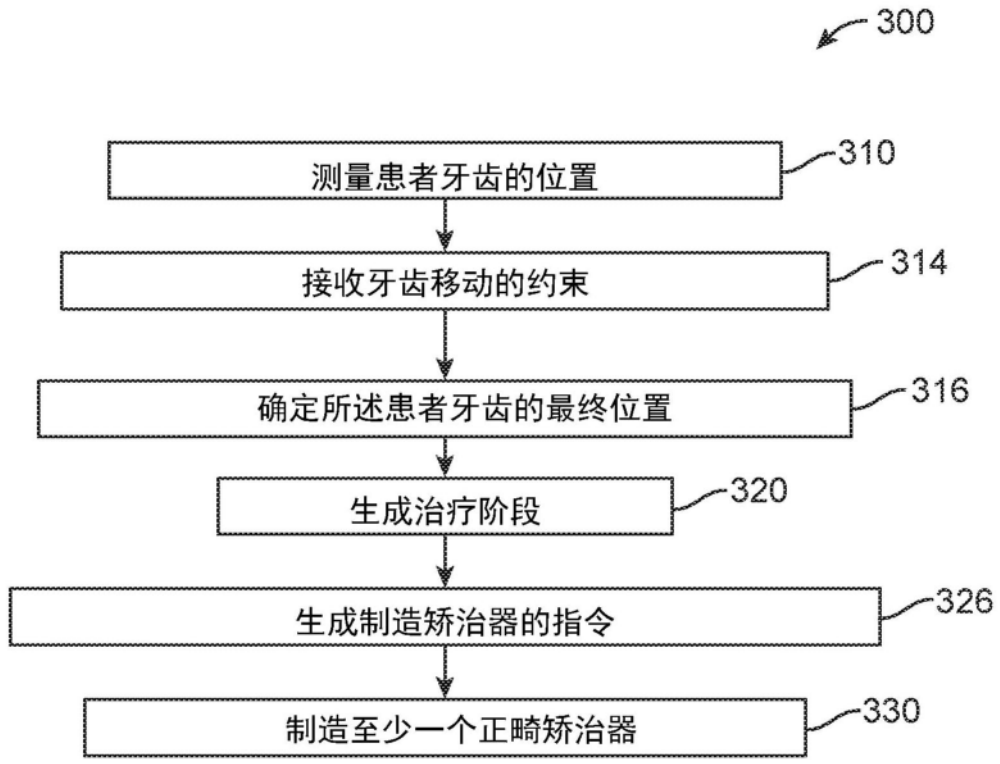 300
测量患者牙齿的位置
310
接收牙齿移动的约束
314
确定所述患者牙齿的最终位置
316
生成治疗阶段
320
生成制造矫治器的指令
326
制造至少一个正畸矫治器
330